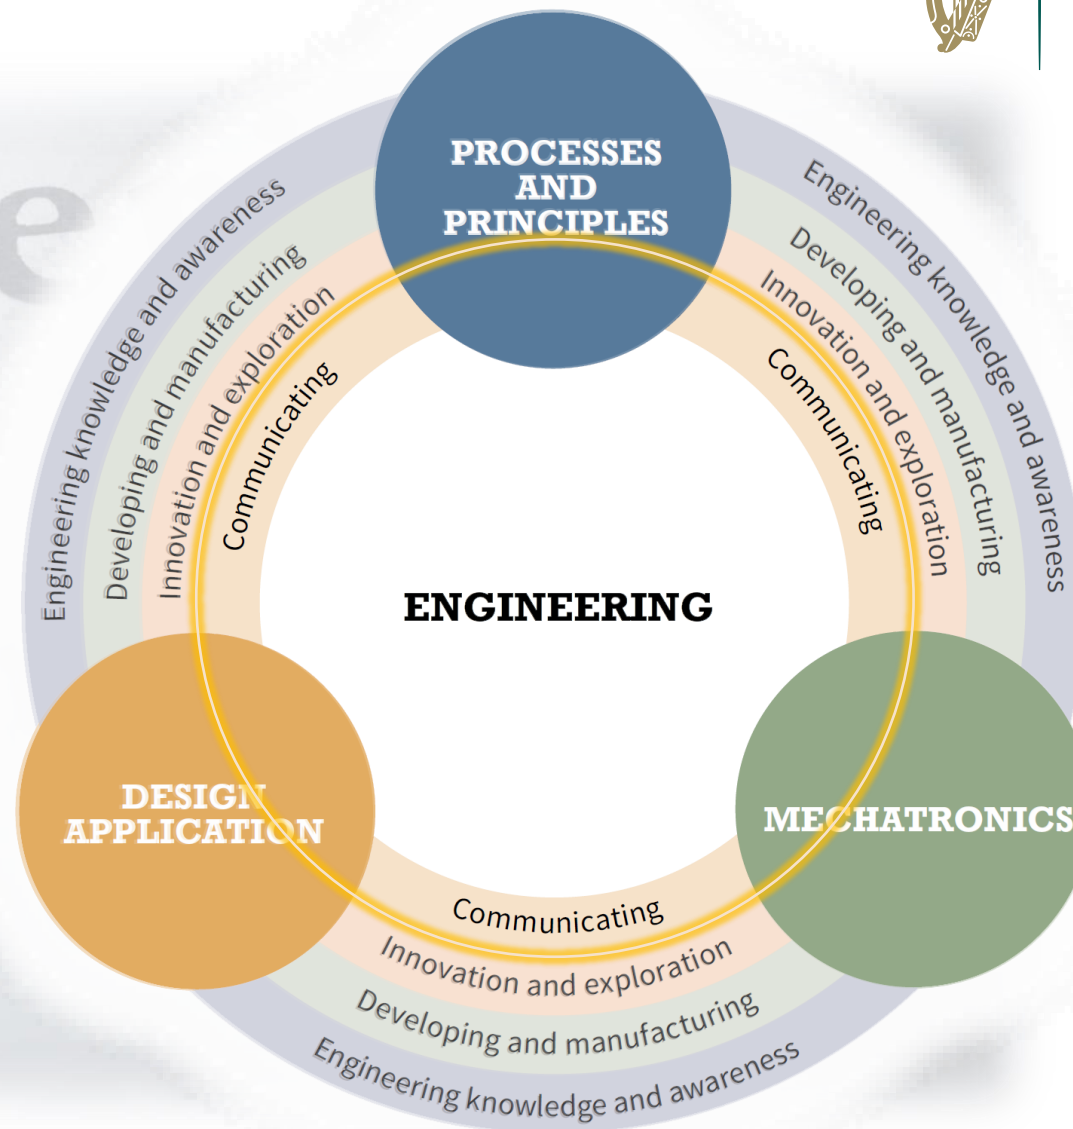 PROCESSES
AND
PRINCIPLES
Engineering knowledge and awareness
Developing and manufacturing
Innovation and exploration
Communicating
Engineering knowledge and awareness
Developing and manufacturing
Innovation and exploration
Communicating
ENGINEERING
DESIGN
APPLICATION
MECHATRONICS
Communicating
Innovation and exploration
Developing and manufacturing
Engineering knowledge and awareness
e